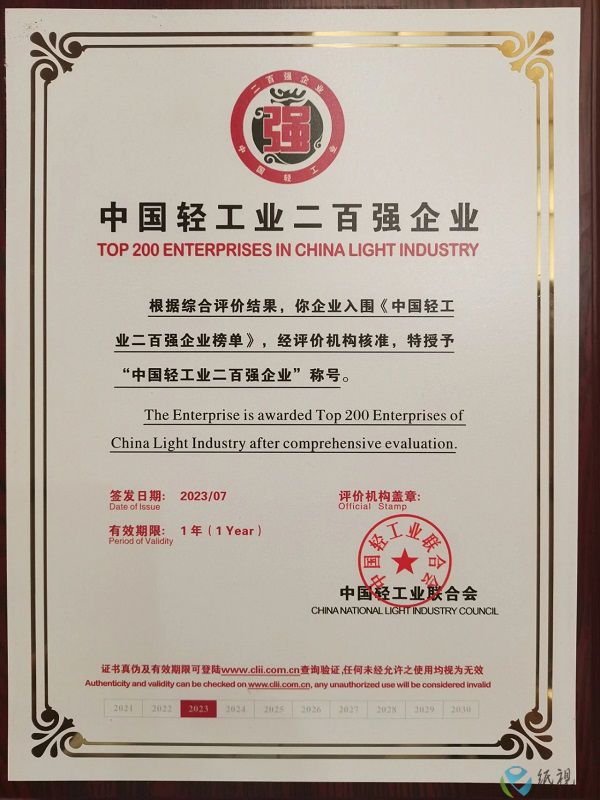 二百强企业
强
中国轻工业
中国轻工业二百强企业
TOP 200 ENTERPRISES IN CHINA LIGHT INDUSTRY
根据综合评价结果，你企业入围《中国轻工
业二百强企业榜单》，经评价机构核准，特授予
“中国轻工业二百强企业”称号。
The Enterprise is awarded Top 200 Enterprises of
China Light Industry after comprehensive evaluation.
签发日期: 2023/07
Date of Issue
评价机构盖章:
Official Stamp
有效期限: 1 年（1 Year）
Period of Validity
中国轻工业联合会
中国轻工业联合会
CHINA NATIONAL LIGHT INDUSTRY COUNCIL
证书真伪及有效期限可登陆www.clii.com.cn查询验证,任何未经允许之使用均视为无效
Authenticity and validity can be checked on www.clii.com.cn, any unauthorized use will be considered invalid
2021 2022 2023 2024 2025 2026 2027 2028 2029 2030
纸视